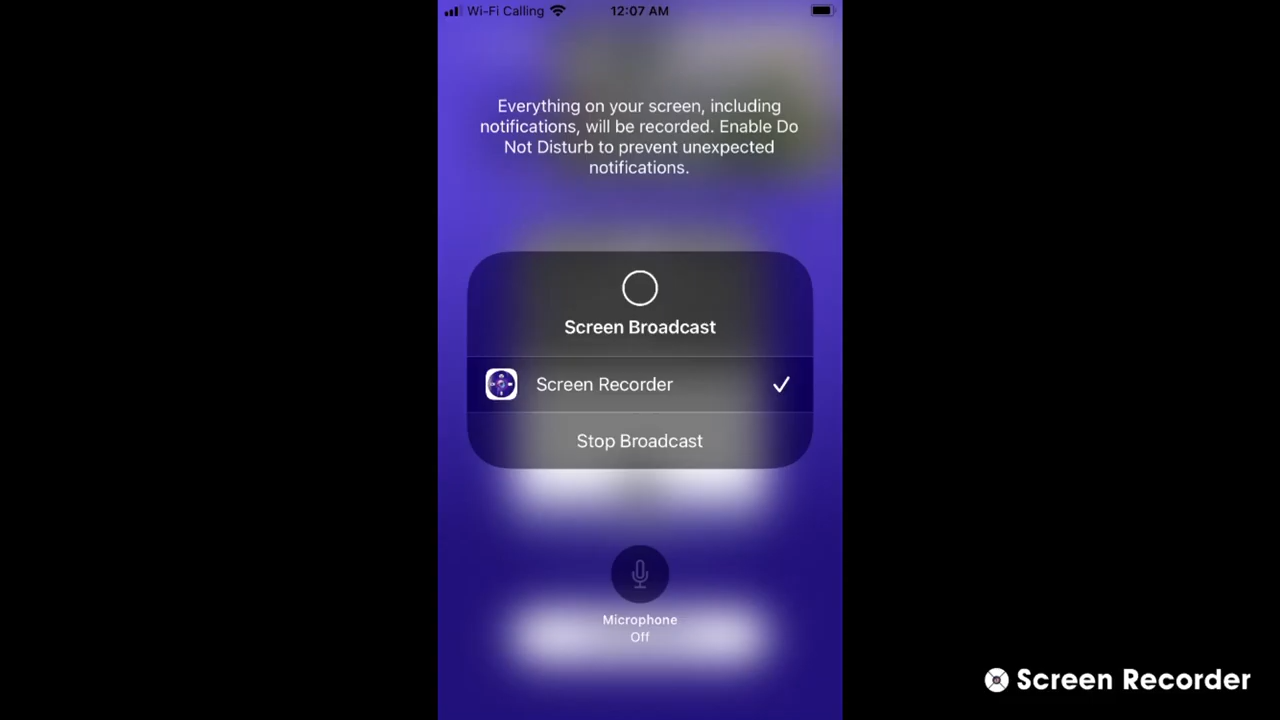 Wi-Fi Calling
12:07 AM
Everything on your screen, including
notifications, will be recorded. Enable Do
Not Disturb to prevent unexpected
notifications.
Screen Broadcast
Screen Recorder
Stop Broadcast
Microphone
Off
Screen Recorder